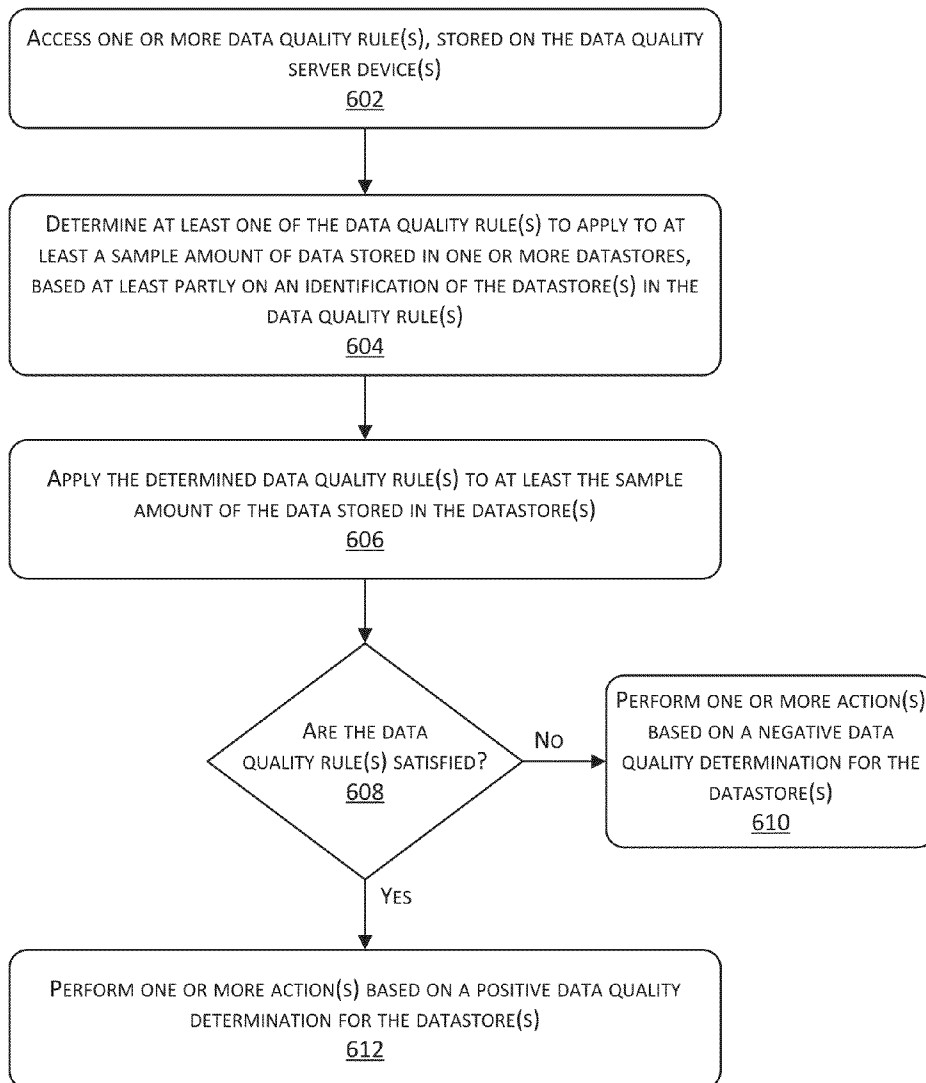 ACCESS ONE OR MORE DATA QUALITY RULE(S), STORED ON THE DATA QUALITY
SERVER DEVICE(S)
602
DETERMINE AT LEAST ONE OF THE DATA QUALITY RULE(S) TO APPLY TO AT
LEAST A SAMPLE AMOUNT OF DATA STORED IN ONE OR MORE DATASTORES,
BASED AT LEAST PARTLY ON AN IDENTIFICATION OF THE DATASTORE(S) IN THE
DATA QUALITY RULE(S)
604
APPLY THE DETERMINED DATA QUALITY RULE(S) TO AT LEAST THE SAMPLE
AMOUNT OF THE DATA STORED IN THE DATASTORE(S)
606
ARE THE DATA
QUALITY RULE(S) SATISFIED?
608
NO
PERFORM ONE OR MORE ACTION(S)
BASED ON A NEGATIVE DATA
QUALITY DETERMINATION FOR THE
DATASTORE(S)
610
YES
PERFORM ONE OR MORE ACTION(S) BASED ON A POSITIVE DATA QUALITY
DETERMINATION FOR THE DATASTORE(S)
612